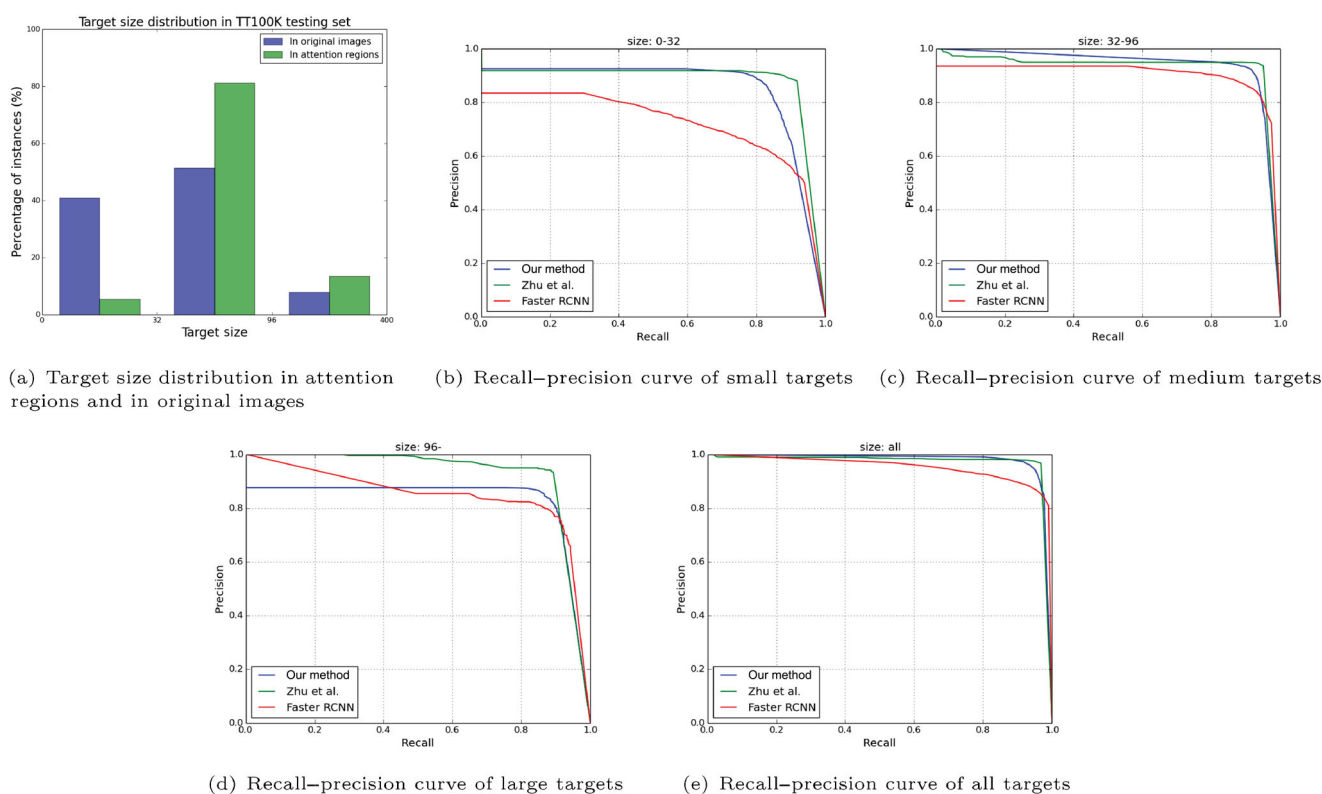 Target size distribution in TT100K testing set
100
80
60
40
20
0
Percentage of instances (%)
In original images
In attention regions
0 32 96 400
Target size
(a) Target size distribution in attention
regions and in original images
size: 0-32
1.0
0.8
0.6
0.4
0.2
0.0
Precision
Our method
Zhu et al.
Faster RCNN
0.0 0.2 0.4 0.6 0.8 1.0
Recall
(b) Recall–precision curve of small targets
size: 32-96
1.0
0.8
0.6
0.4
0.2
0.0
Precision
Our method
Zhu et al.
Faster RCNN
0.0 0.2 0.4 0.6 0.8 1.0
Recall
(c) Recall–precision curve of medium targets
size: 96-
1.0
0.8
0.6
0.4
0.2
0.0
Precision
Our method
Zhu et al.
Faster RCNN
0.0 0.2 0.4 0.6 0.8 1.0
Recall
(d) Recall–precision curve of large targets
size: all
1.0
0.8
0.6
0.4
0.2
0.0
Precision
Our method
Zhu et al.
Faster RCNN
0.0 0.2 0.4 0.6 0.8 1.0
Recall
(e) Recall–precision curve of all targets